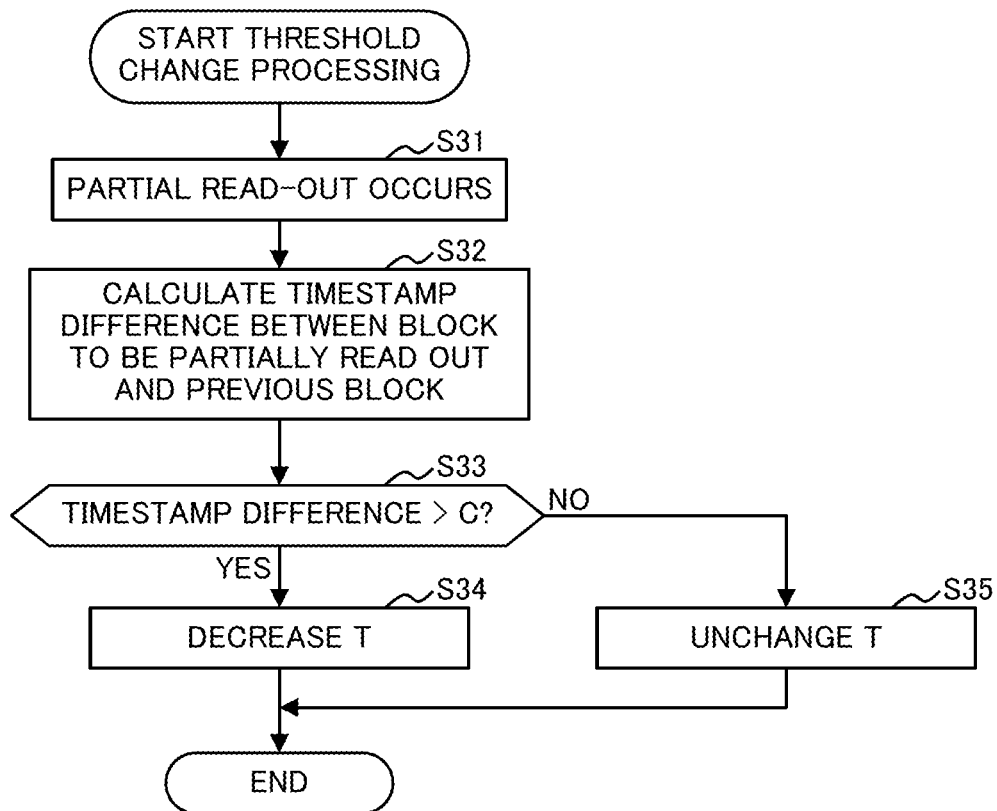 START THRESHOLD
CHANGE PROCESSING
S31
PARTIAL READ-OUT OCCURS
S32
CALCULATE TIMESTAMP
DIFFERENCE BETWEEN BLOCK
TO BE PARTIALLY READ OUT
AND PREVIOUS BLOCK
S33
TIMESTAMP DIFFERENCE > C?
NO
YES
S34
DECREASE T
S35
UNCHANGE T
END